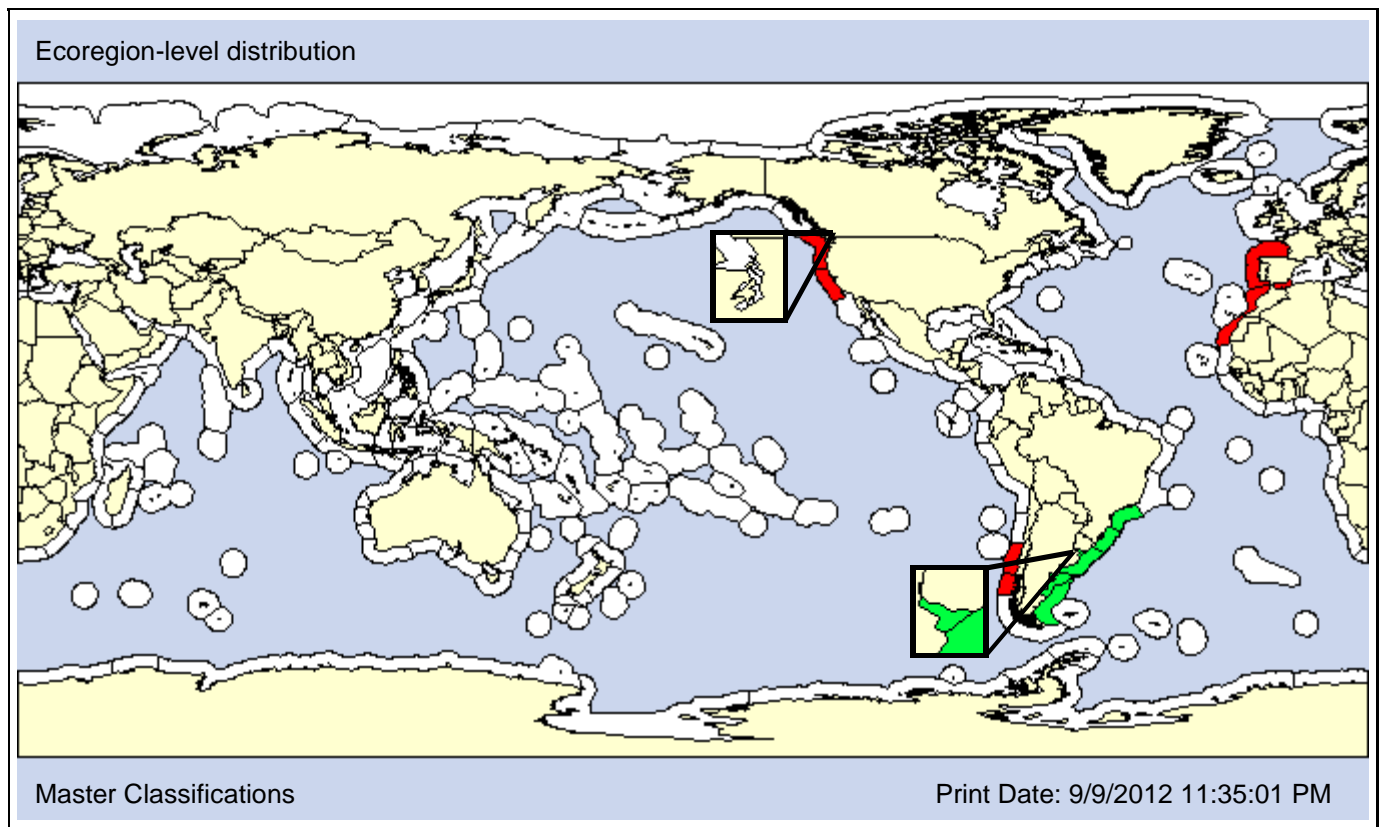 Ecoregion-level distribution
Master Classifications
Print Date: 9/9/2012 11:35:01 PM